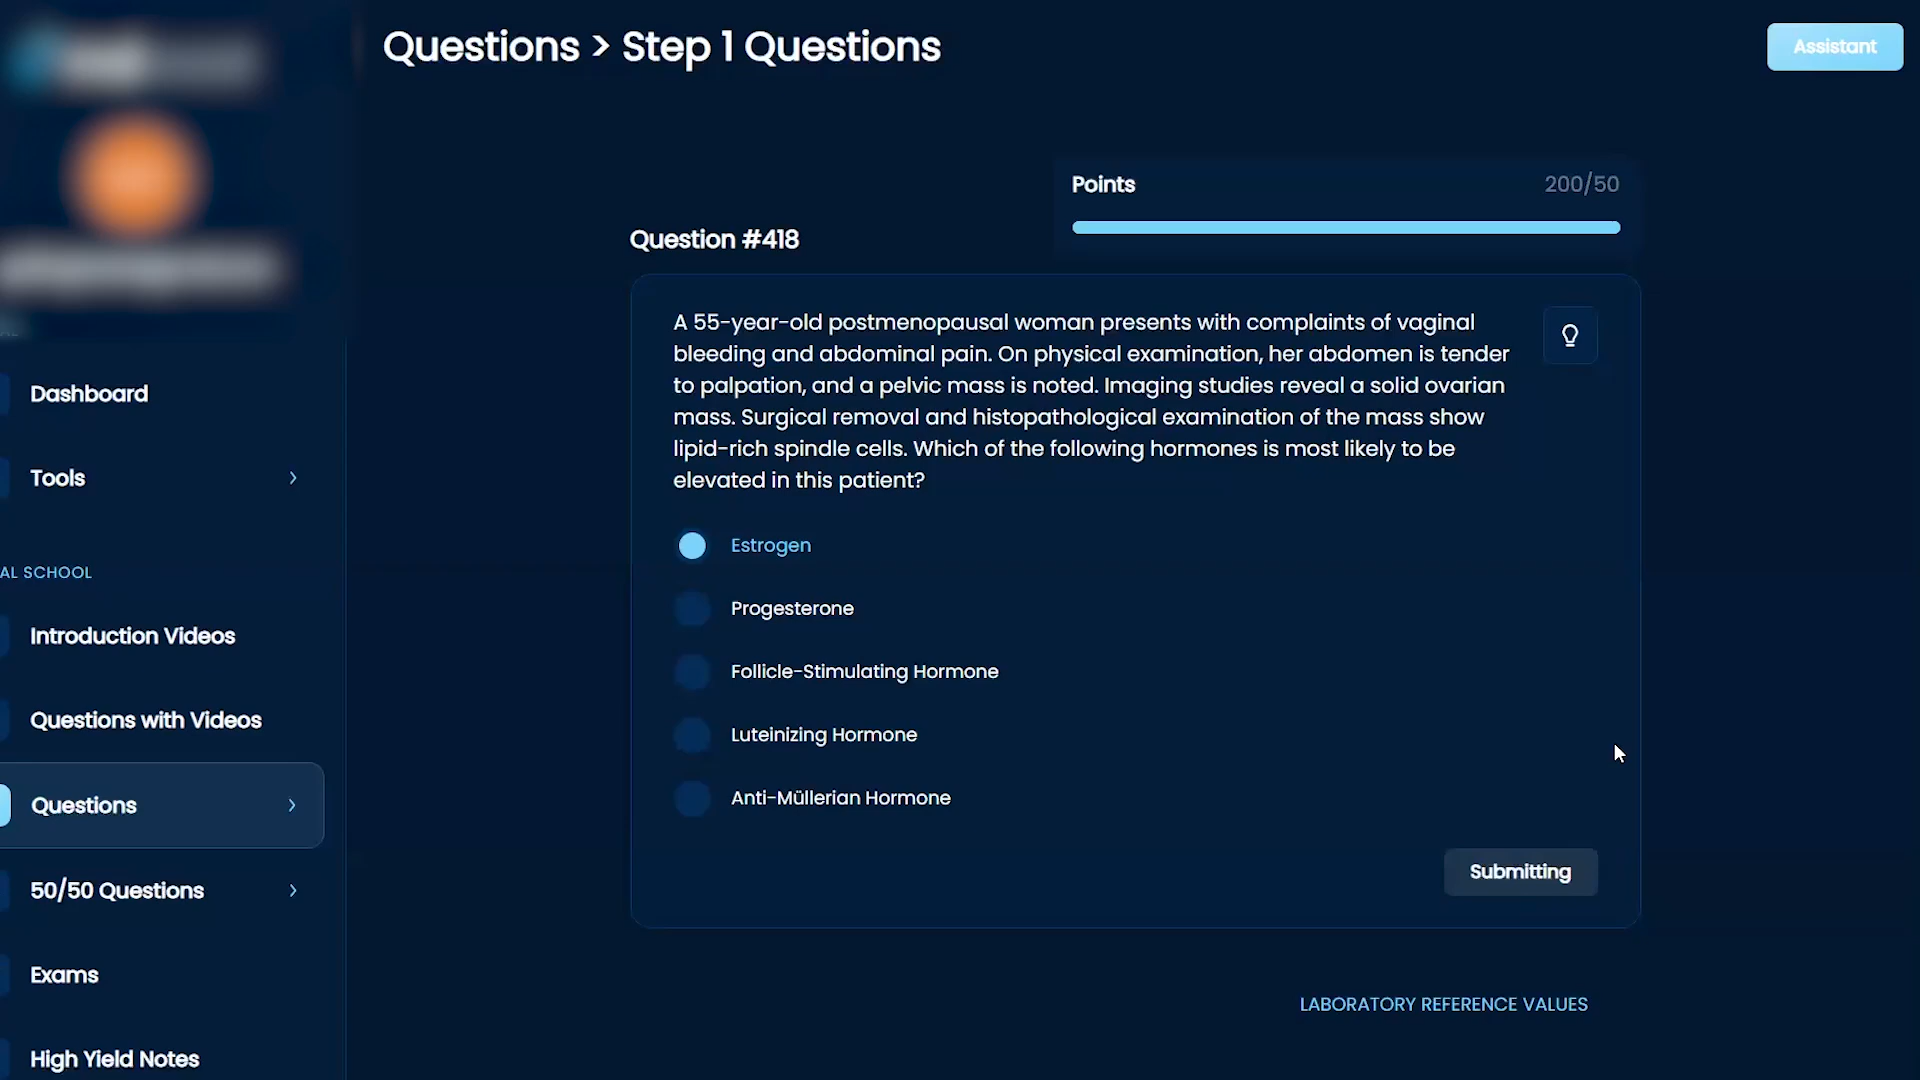 Questions > Step 1 Questions
Assistant
Points
200/50
Question #418
A 55-year-old postmenopausal woman presents with complaints of vaginal
bleeding and abdominal pain. On physical examination, her abdomen is tender
to palpation, and a pelvic mass is noted. Imaging studies reveal a solid ovarian
mass. Surgical removal and histopathological examination of the mass show
lipid-rich spindle cells. Which of the following hormones is most likely to be
elevated in this patient?
Estrogen
Progesterone
Follicle-Stimulating Hormone
Luteinizing Hormone
Anti-Müllerian Hormone
Submitting
LABORATORY REFERENCE VALUES
Dashboard
Tools
AL SCHOOL
Introduction Videos
Questions with Videos
Questions
50/50 Questions
Exams
High Yield Notes